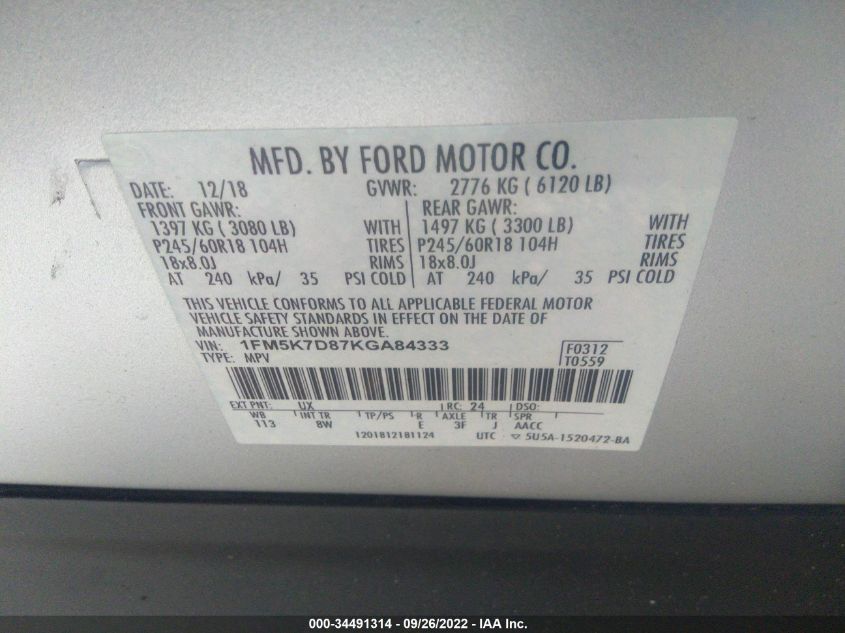 MFD. BY FORD MOTOR CO.
DATE: 12/18 GVWR: 2776 KG ( 6120 LB)
FRONT GAWR: REAR GAWR:
1397 KG ( 3080 LB) WITH 1497 KG ( 3300 LB) WITH
P245/60R18 104H TIRES P245/60R18 104H TIRES
18x8.0J RIMS 18x8.0J RIMS
AT 240 kPa/ 35 PSI COLD AT 240 kPa/ 35 PSI COLD
THIS VEHICLE CONFORMS TO ALL APPLICABLE FEDERAL MOTOR
VEHICLE SAFETY STANDARDS IN EFFECT ON THE DATE OF
MANUFACTURE SHOWN ABOVE.
VIN: 1FM5K7D87KGA84333 F0312
TYPE: MPV T0559
EXT PNT: UX RC: 24 DSO:
WB INT TR TP/PS R AXLE TR SPR
113 8W E 3F J AACC
1201812181124 UTC 5U5A-1520472-BA
000-34491314 - 09/26/2022 - IAA Inc.